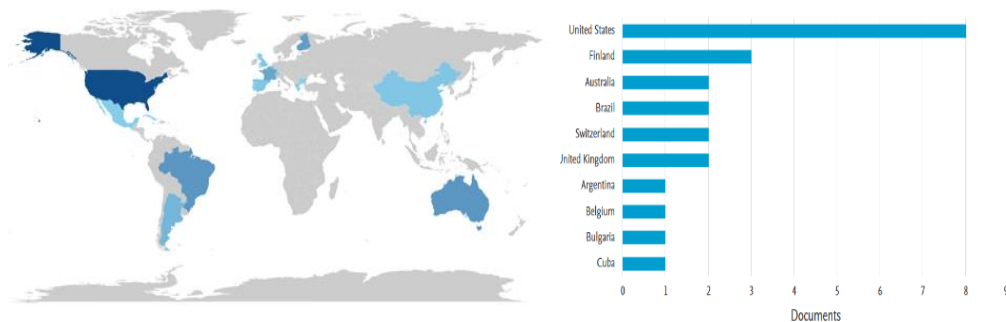 United States
Finland
Australia
Brazil
Switzerland
Jnited Kingdom
Argentina
Belgium
Bulgaria
Cuba
0 1 2 3 4 5 6 7 8 9
Documents